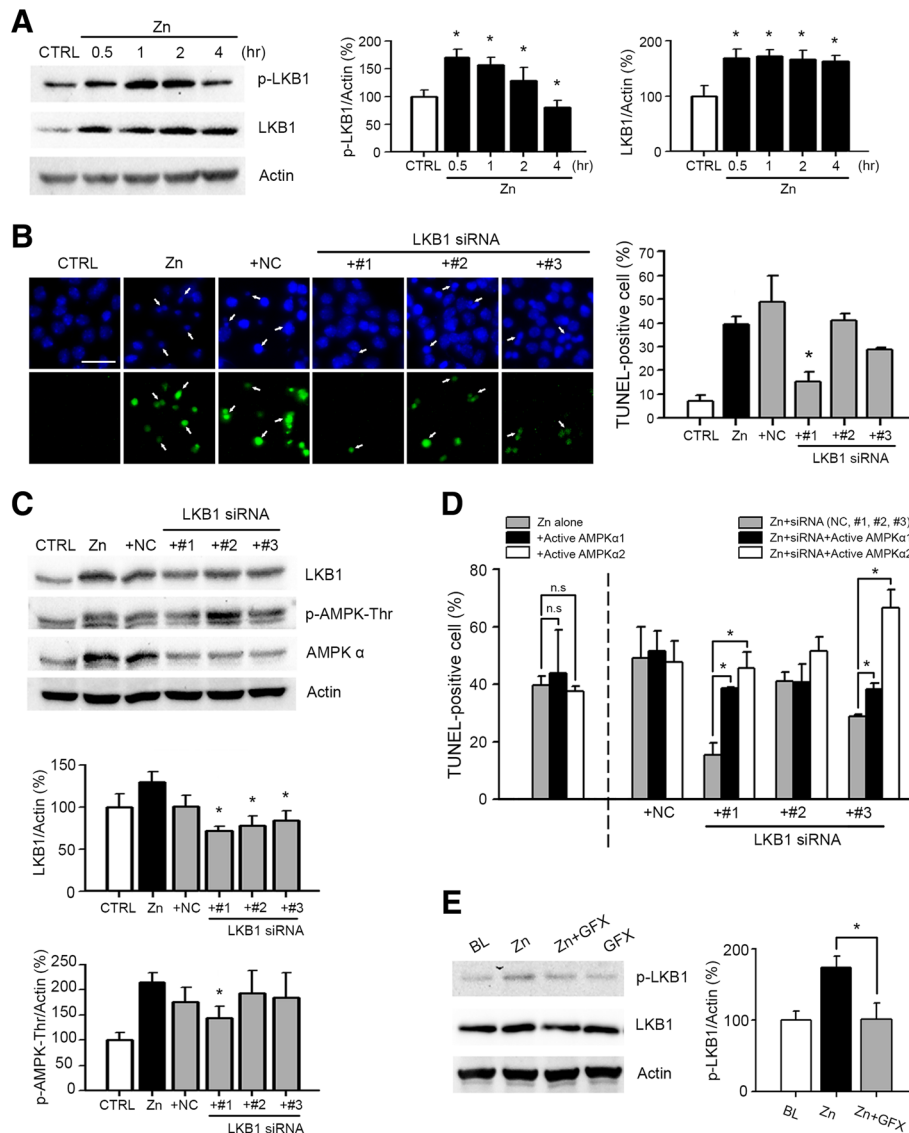 A
Zn
CTRL 0.5 1 2 4 (hr)
p-LKB1
LKB1
Actin
p-LKB1/Actin (%)
200
150
100
50
0
* * * *
CTRL 0.5 1 2 4 (hr)
Zn
LKB1/Actin (%)
200
150
100
50
0
* * * *
CTRL 0.5 1 2 4 (hr)
Zn
B
LKB1 siRNA
CTRL Zn +NC +#1 +#2 +#3
TUNEL-positive cell (%)
70
60
50
40
30
20
10
0
*
CTRL Zn +NC +#1 +#2 +#3
LKB1 siRNA
C
LKB1 siRNA
CTRL Zn +NC +#1 +#2 +#3
LKB1
p-AMPK-Thr
AMPK α
Actin
LKB1/Actin (%)
150
100
50
0
* * *
CTRL Zn +NC +#1 +#2 +#3
LKB1 siRNA
p-AMPK-Thr/Actin (%)
250
200
150
100
50
0
*
CTRL Zn +NC +#1 +#2 +#3
LKB1 siRNA
D
Zn alone
+Active AMPKα1
+Active AMPKα2
Zn+siRNA (NC, #1, #2, #3)
Zn+siRNA+Active AMPKα1
Zn+siRNA+Active AMPKα2
TUNEL-positive cell (%)
80
60
40
20
0
n.s
n.s
* * * *
+NC +#1 +#2 +#3
LKB1 siRNA
E
BL Zn Zn+GFX GFX
p-LKB1
LKB1
Actin
p-LKB1/Actin (%)
200
100
0
*
BL Zn Zn+GFX